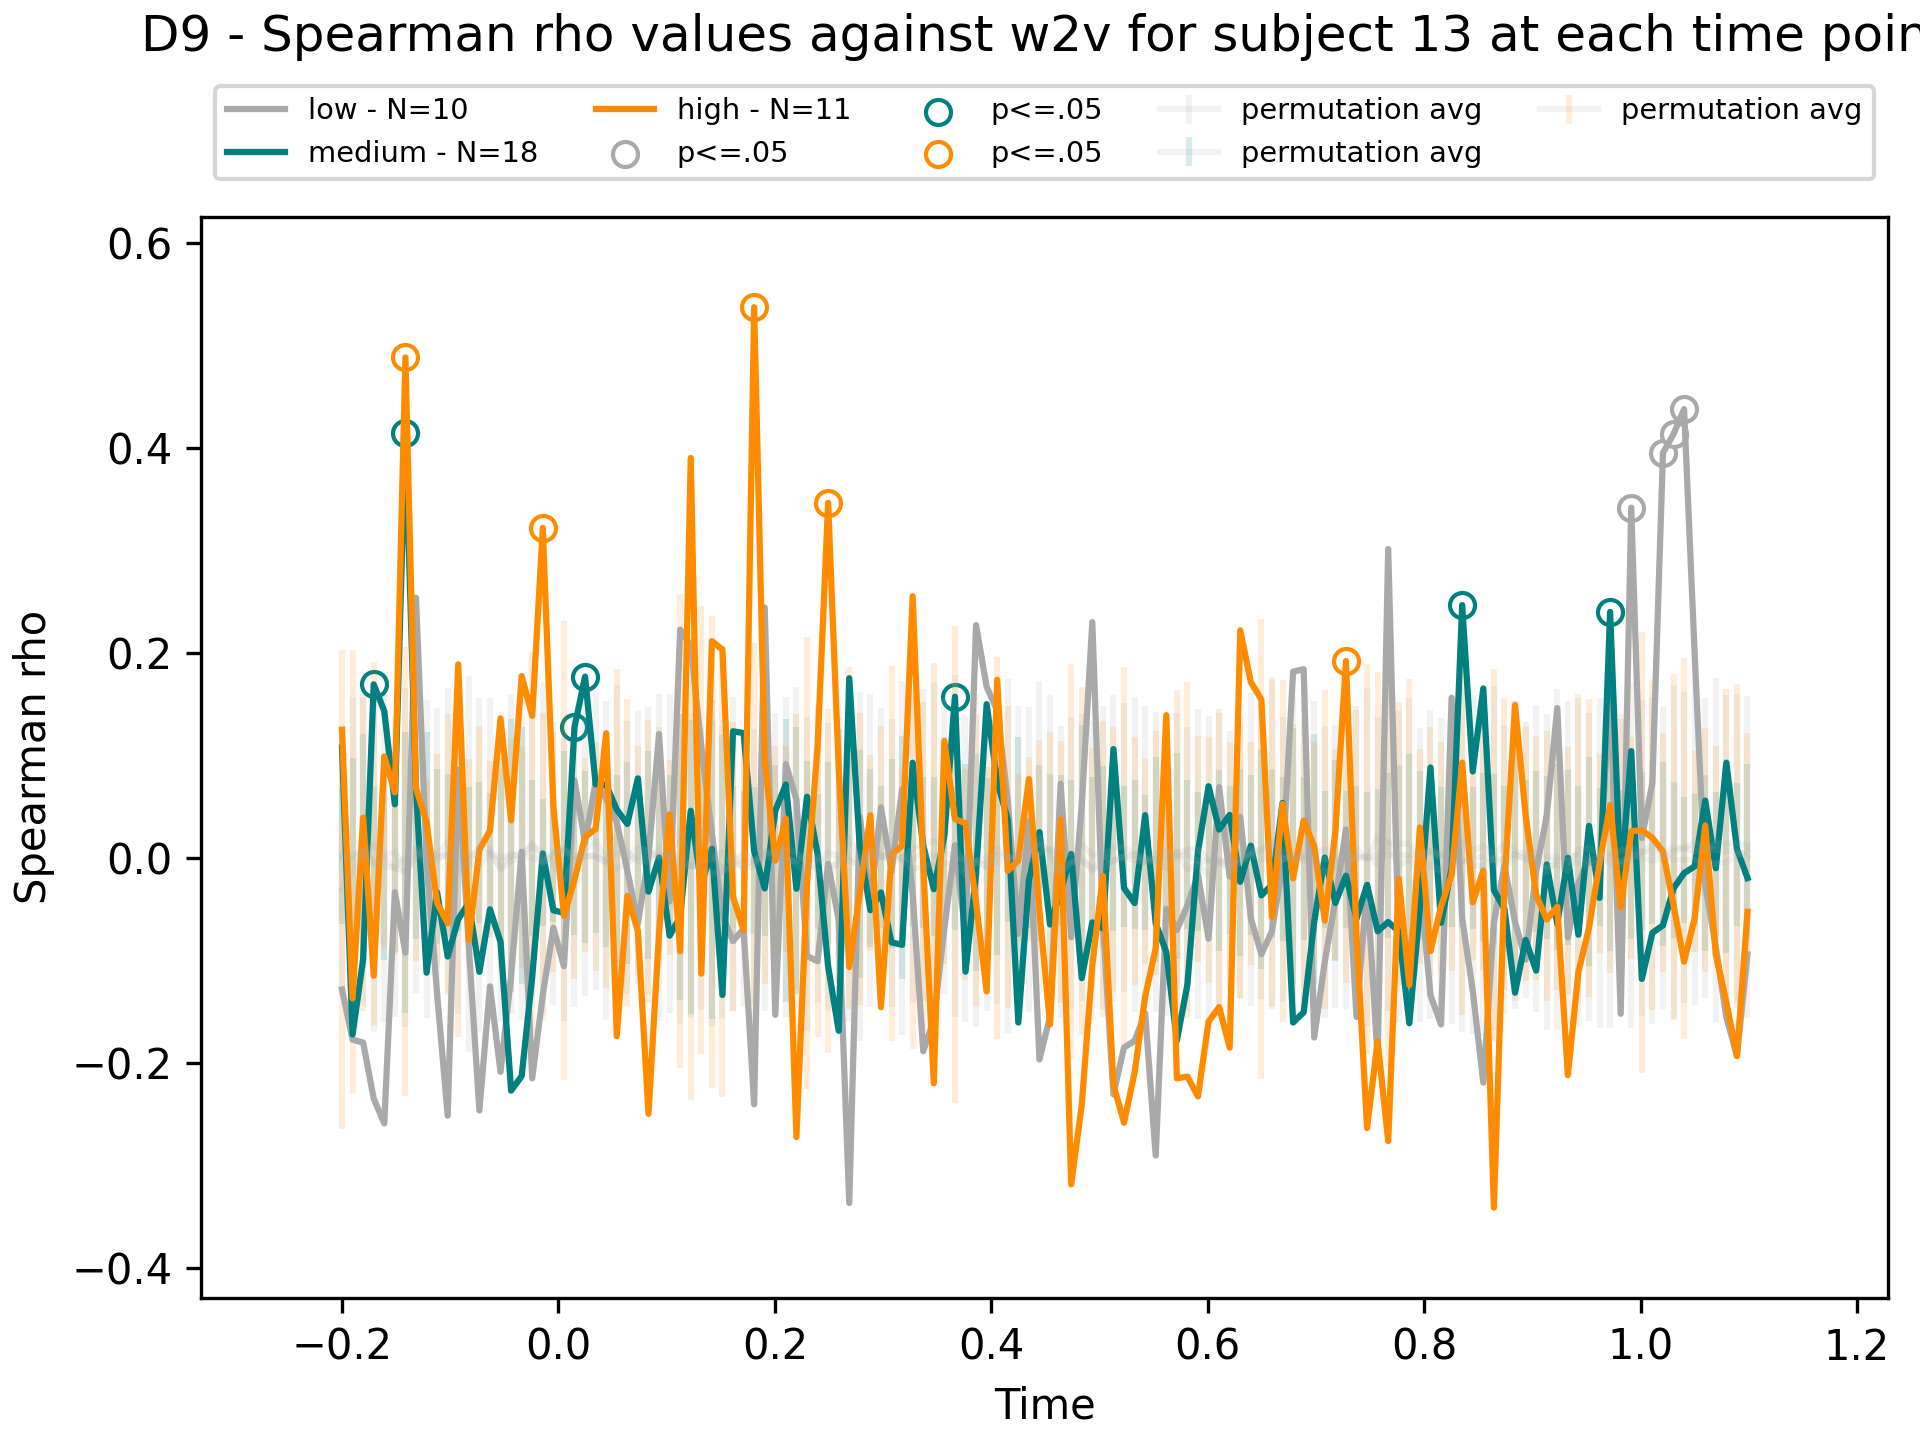 D9 - Spearman rho values against w2v for subject 13 at each time poin
low - N=10
medium - N=18
high - N=11
p<=.05
p<=.05
p<=.05
permutation avg
permutation avg
permutation avg
Spearman rho
0.6
0.4
0.2
0.0
−0.2
−0.4
−0.2 0.0 0.2 0.4 0.6 0.8 1.0 1.2
Time